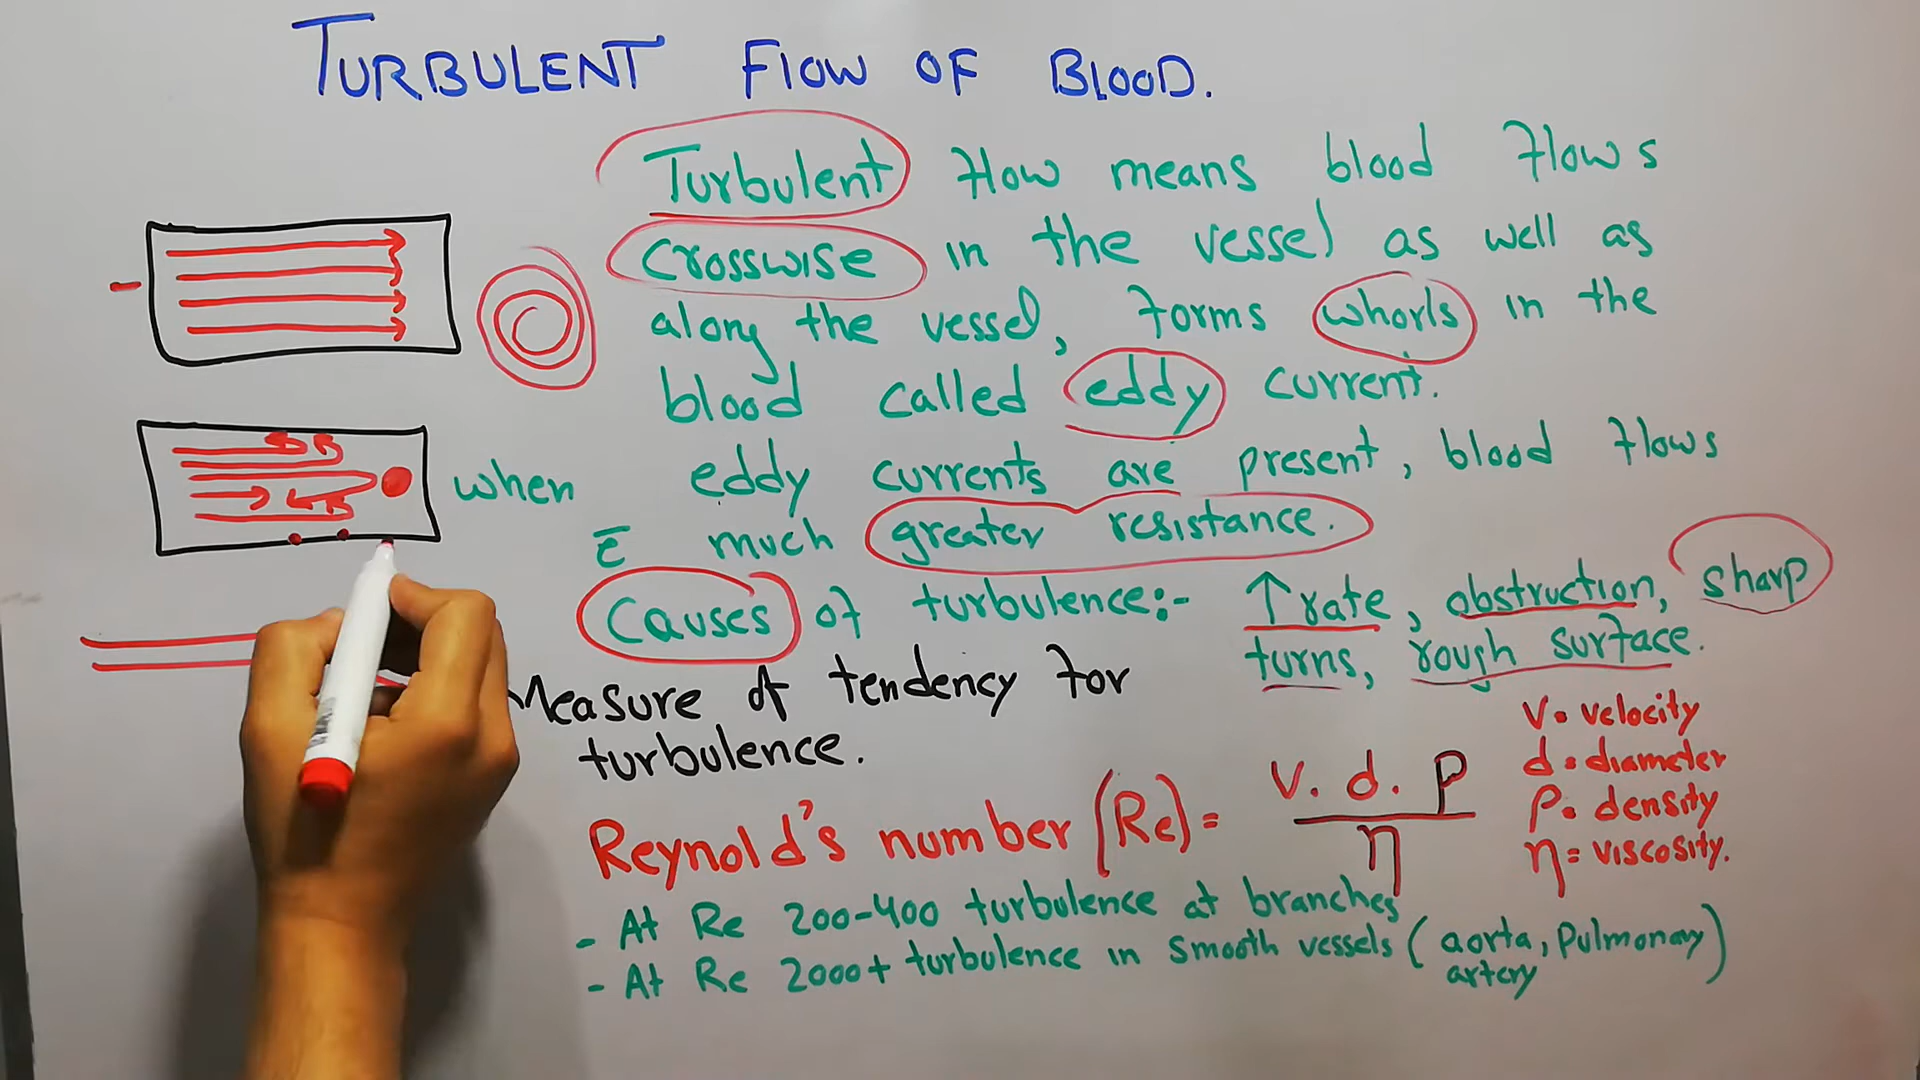 TURBULENT FLOW OF BLOOD.
Turbulent flow means blood flows
crosswise in the vessel as well as
along the vessel, forms whorls in the
blood called eddy current.
when eddy currents are present, blood flows
c̄ much greater resistance.
Causes of turbulence:- ↑rate, obstruction, sharp
turns, rough surface.
Measure of tendency for
turbulence.
V = velocity
d = diameter
ρ = density
η = viscosity.
Reynold's number (Re) = V. d. ρ
η
- At Re 200-400 turbulence at branches
- At Re 2000+ turbulence in smooth vessels (aorta, Pulmonary
artery)